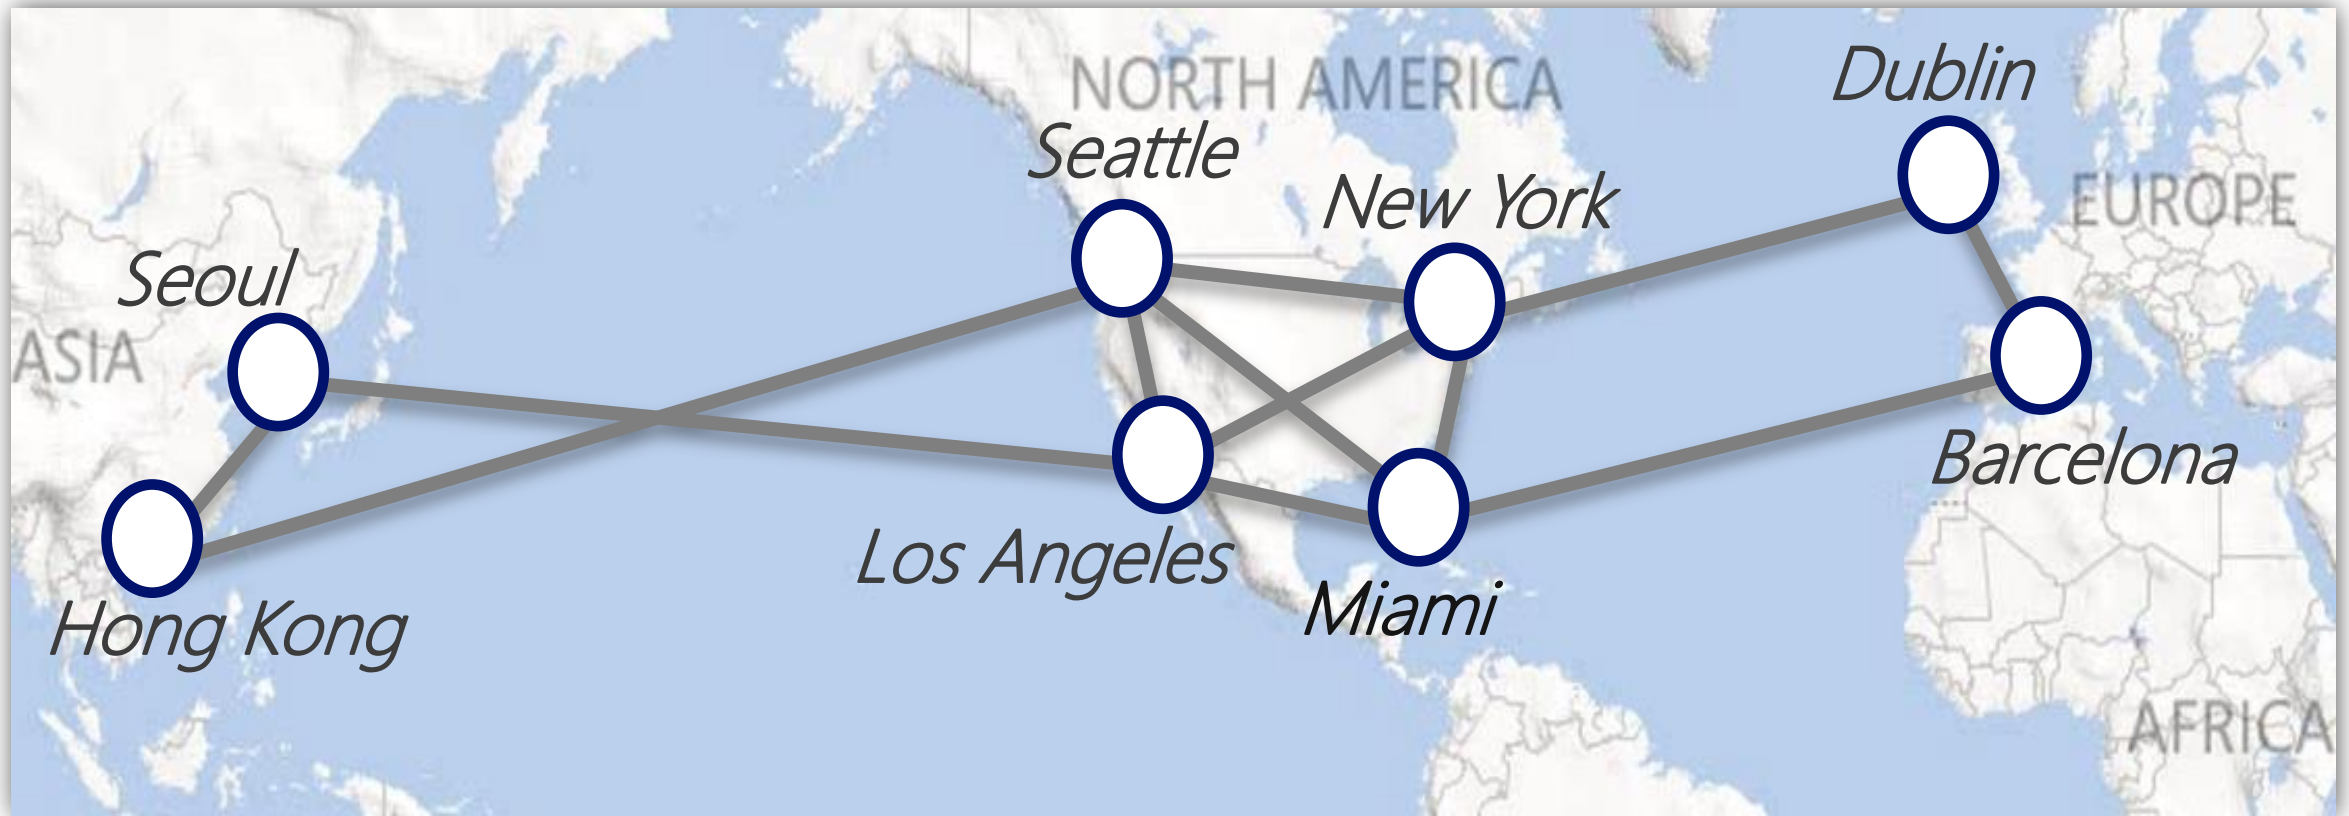 NORTH AMERICA
Dublin
Seattle
New York
EUROPE
Seoul
ASIA
Barcelona
Los Angeles
Miami
Hong Kong
AFRICA